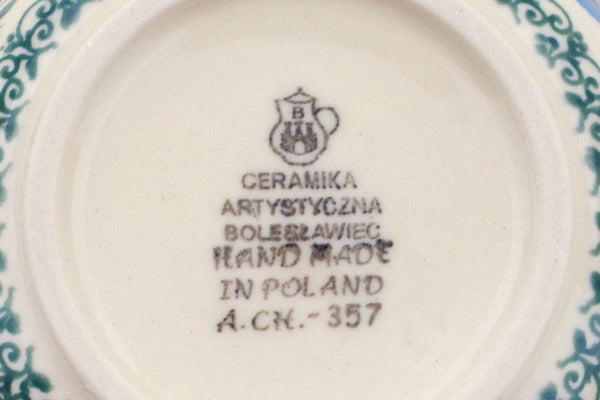 B
CERAMIKA
ARTYSTYCZNA
BOLESŁAWIEC
HAND MADE
IN POLAND
A.CH.-357